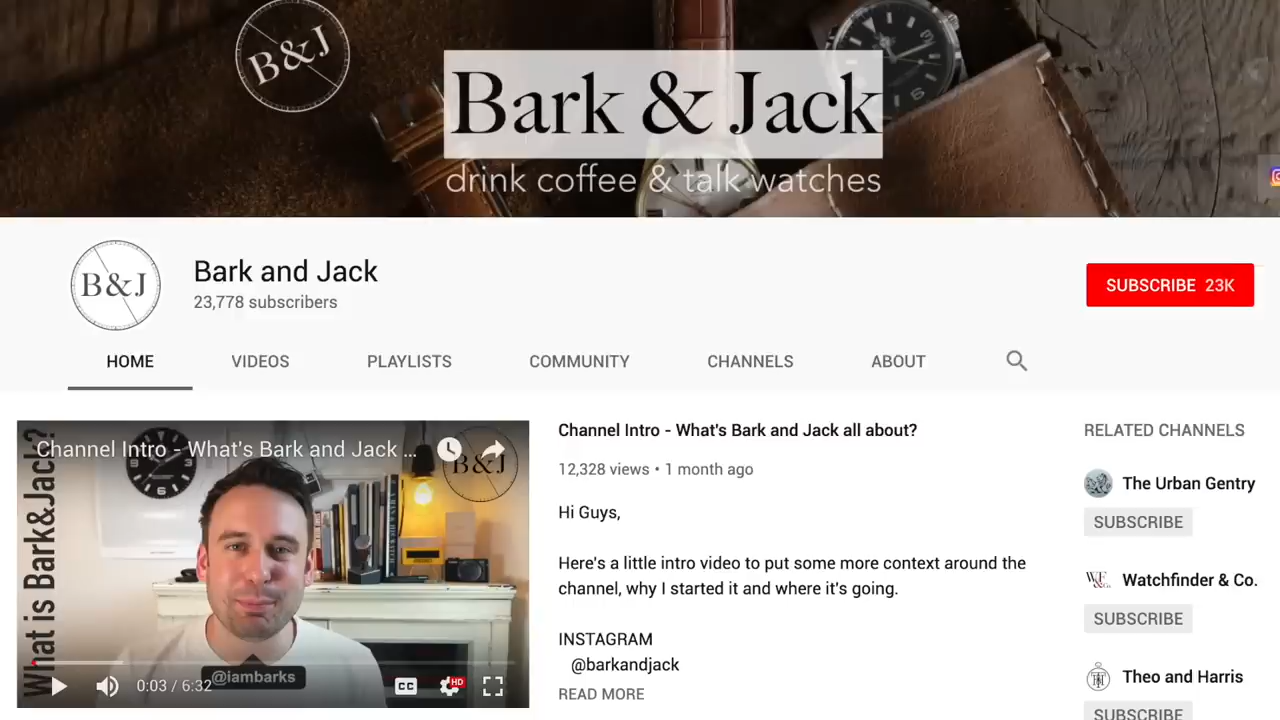 B&J
Bark & Jack
drink coffee & talk watches
B&J
Bark and Jack
23,778 subscribers
SUBSCRIBE 23K
HOME
VIDEOS
PLAYLISTS
COMMUNITY
CHANNELS
ABOUT
Channel Intro - What's Bark and Jack ...
What is Bark&Jack?
B&J
@iambarks
0:03 / 6:32
CC
HD
Channel Intro - What's Bark and Jack all about?
12,328 views • 1 month ago
Hi Guys,
Here's a little intro video to put some more context around the
channel, why I started it and where it's going.
INSTAGRAM
@barkandjack
READ MORE
RELATED CHANNELS
The Urban Gentry
SUBSCRIBE
Watchfinder & Co.
SUBSCRIBE
Theo and Harris
SUBSCRIBE